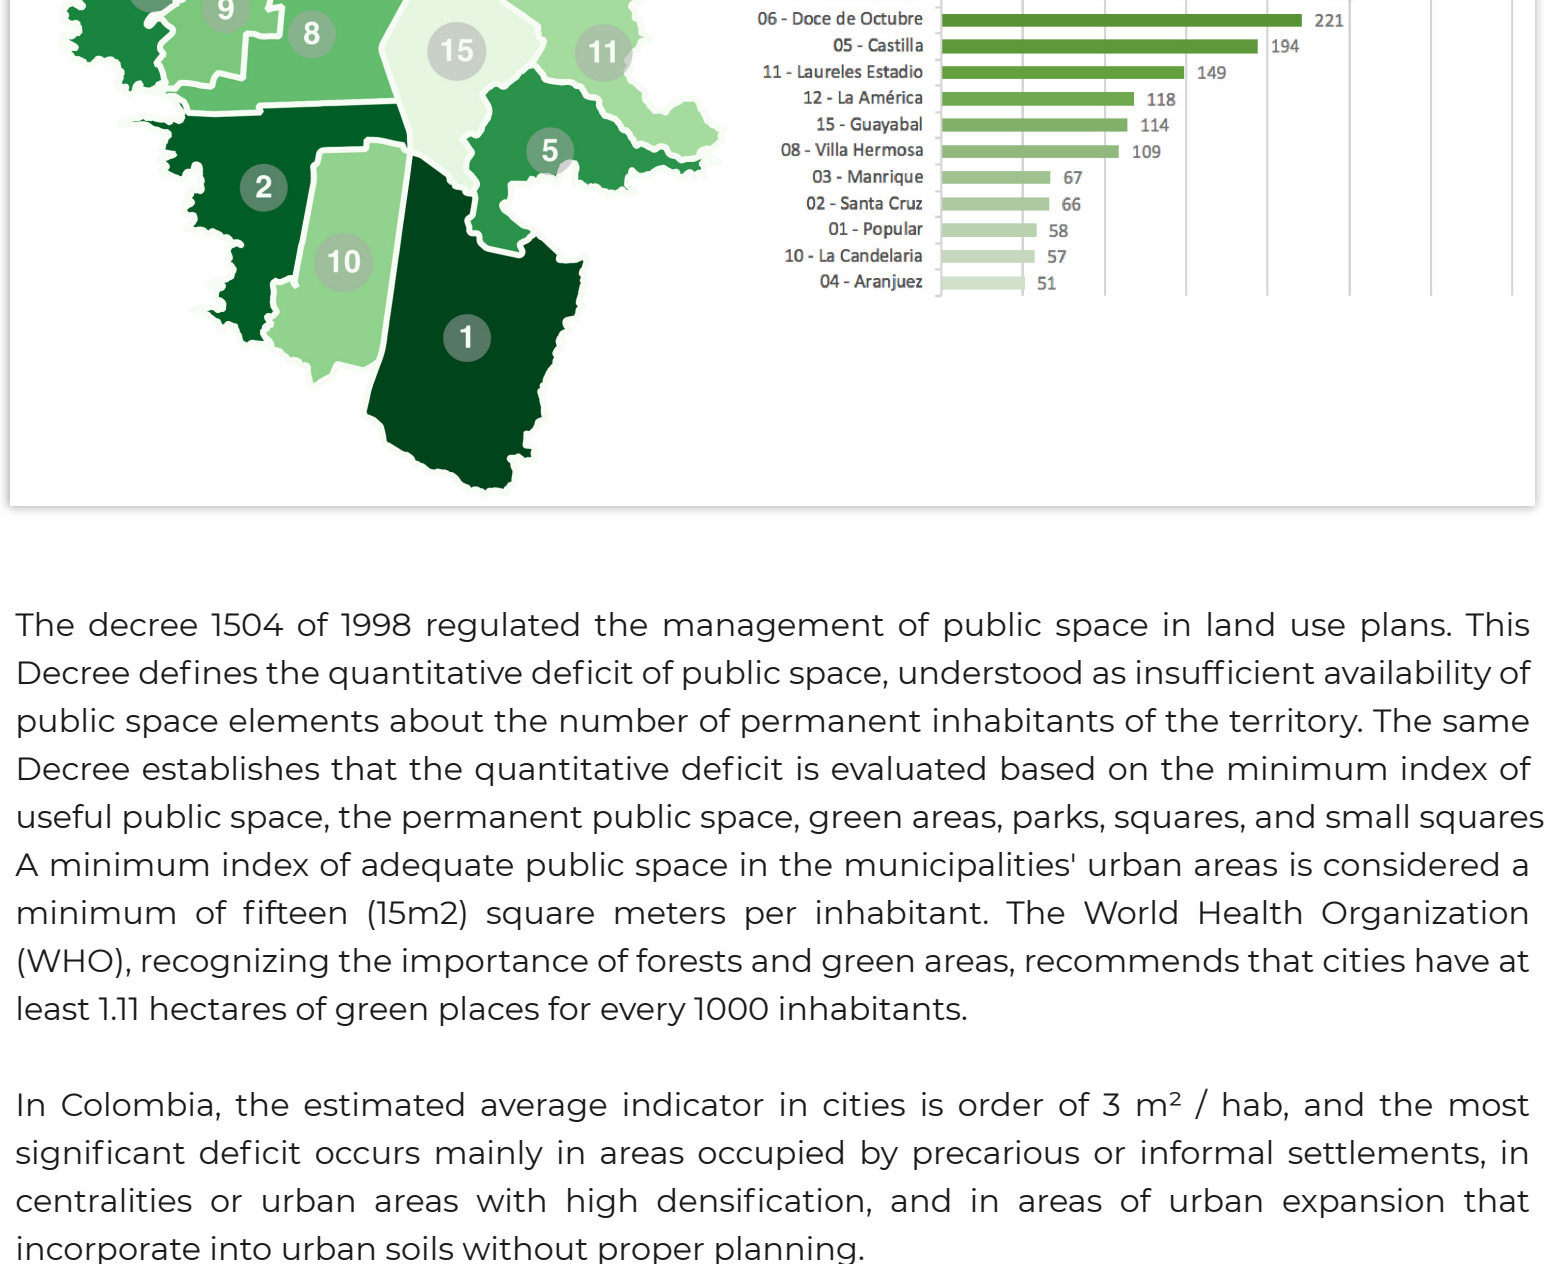 9
8
15
11
5
2
10
1
06 - Doce de Octubre 221
05 - Castilla 194
11 - Laureles Estadio 149
12 - La América 118
15 - Guayabal 114
08 - Villa Hermosa 109
03 - Manrique 67
02 - Santa Cruz 66
01 - Popular 58
10 - La Candelaria 57
04 - Aranjuez 51
The decree 1504 of 1998 regulated the management of public space in land use plans. This
Decree defines the quantitative deficit of public space, understood as insufficient availability of
public space elements about the number of permanent inhabitants of the territory. The same
Decree establishes that the quantitative deficit is evaluated based on the minimum index of
useful public space, the permanent public space, green areas, parks, squares, and small squares
A minimum index of adequate public space in the municipalities' urban areas is considered a
minimum of fifteen (15m2) square meters per inhabitant. The World Health Organization
(WHO), recognizing the importance of forests and green areas, recommends that cities have at
least 1.11 hectares of green places for every 1000 inhabitants.
In Colombia, the estimated average indicator in cities is order of 3 m² / hab, and the most
significant deficit occurs mainly in areas occupied by precarious or informal settlements, in
centralities or urban areas with high densification, and in areas of urban expansion that
incorporate into urban soils without proper planning.